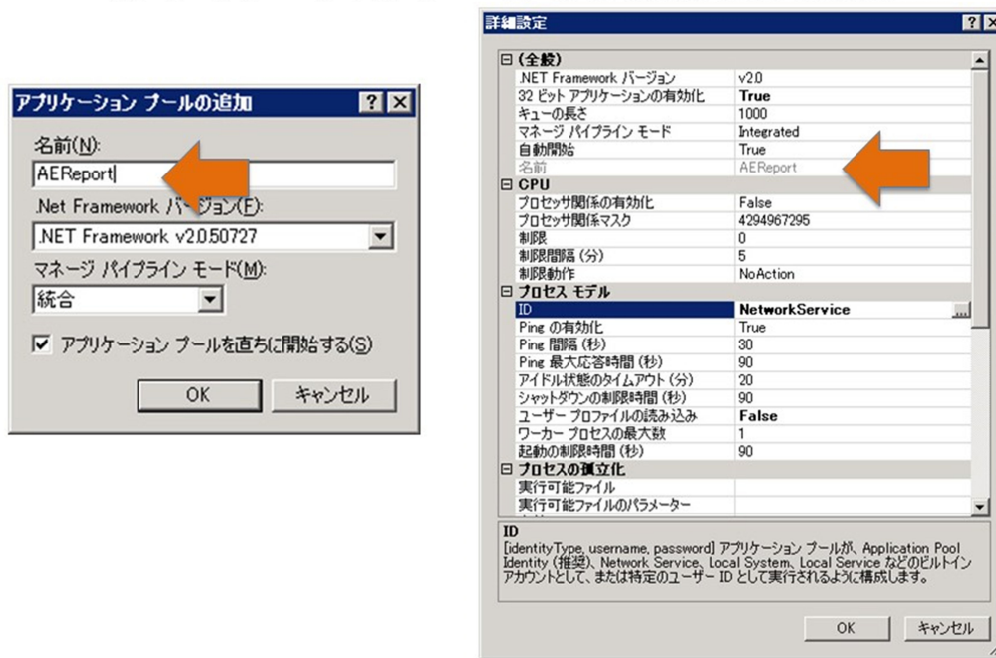 アプリケーション プールの追加
名前(N):
AEReport
.Net Framework バージョン(F):
.NET Framework v2.0.50727
マネージ パイプライン モード(M):
統合
アプリケーション プールを直ちに開始する(S)
OK キャンセル
詳細設定
(全般)
.NET Framework バージョン v2.0
32 ビット アプリケーションの有効化 True
キューの長さ 1000
マネージ パイプライン モード Integrated
自動開始 True
名前 AEReport
CPU
プロセッサ関係の有効化 False
プロセッサ関係マスク 4294967295
制限 0
制限間隔 (分) 5
制限動作 NoAction
プロセス モデル
ID NetworkService ...
Ping の有効化 True
Ping 間隔 (秒) 30
Ping 最大応答時間 (秒) 90
アイドル状態のタイムアウト (分) 20
シャットダウンの制限時間 (秒) 90
ユーザー プロファイルの読み込み False
ワーカー プロセスの最大数 1
起動の制限時間 (秒) 90
プロセスの孤立化
実行可能ファイル
実行可能ファイルのパラメーター
ID
[identityType, username, password] アプリケーション プールが、Application Pool
Identity (推奨)、Network Service、Local System、Local Service などのビルトイン
アカウントとして、または特定のユーザー ID として実行されるように構成します。
OK キャンセル